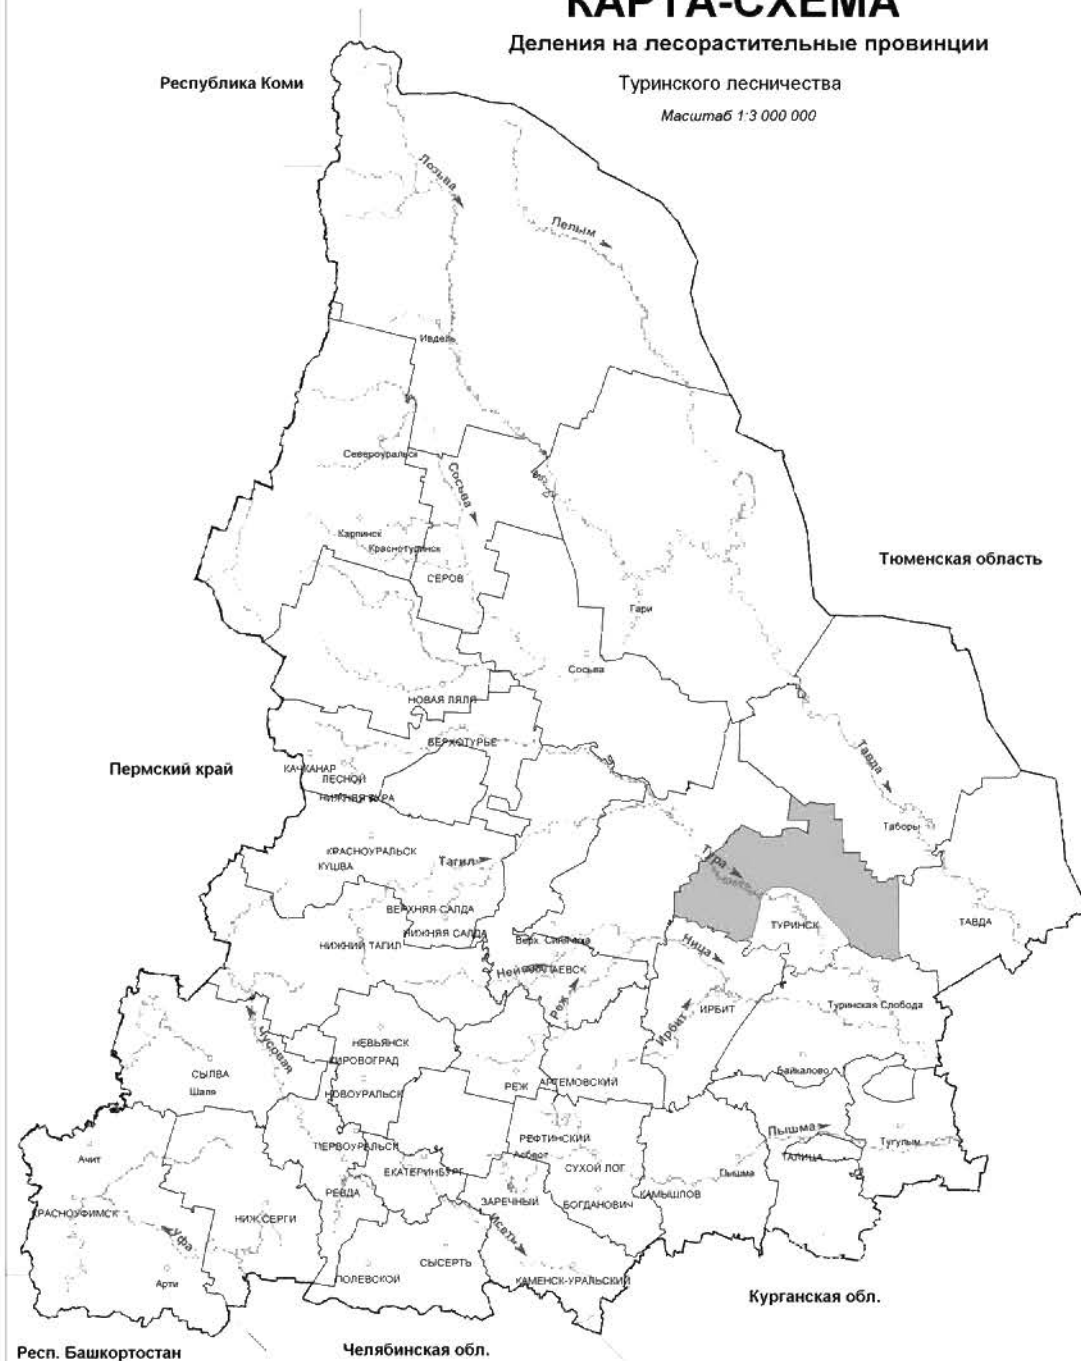 КАРТА-СХЕМА
Деления на лесорастительные провинции
Туринского лесничества
Масштаб 1:3 000 000
Республика Коми
Лозьва
Пелым
Ивдель
Североуральск
Сосьва
Карпинск
Краснотурьинск
СЕРОВ
Тюменская область
Гари
Сосьва
НОВАЯ ЛЯЛЯ
ВЕРХОТУРЬЕ
Пермский край
КАЧКАНАР
ЛЕСНОЙ
НИЖНЯЯ ТУРА
Тавда
Таборы
КРАСНОУРАЛЬСК
КУШВА
Тагил
Тура
ВЕРХНЯЯ САЛДА
НИЖНЯЯ САЛДА
НИЖНИЙ ТАГИЛ
Верх. Синячиха
ТУРИНСК
ТАВДА
Ница
АЛАПАЕВСК
Реж
Ирбит
ИРБИТ
Туринская Слобода
Чусовая
НЕВЬЯНСК
КИРОВОГРАД
СЫЛВА
Шаля
НОВОУРАЛЬСК
РЕЖ
АРТЕМОВСКИЙ
Байкалово
Пышма
ПЕРВОУРАЛЬСК
РЕФТИНСКИЙ
Асбест
СУХОЙ ЛОГ
ТАЛИЦА
Тугулым
Ачит
ЕКАТЕРИНБУРГ
Пышма
РЕВДА
ЗАРЕЧНЫЙ
БОГДАНОВИЧ
КАМЫШЛОВ
КРАСНОУФИМСК
НИЖ.СЕРГИ
Уфа
Исеть
СЫСЕРТЬ
Арти
ПОЛЕВСКОЙ
КАМЕНСК-УРАЛЬСКИЙ
Курганская обл.
Респ. Башкортостан
Челябинская обл.